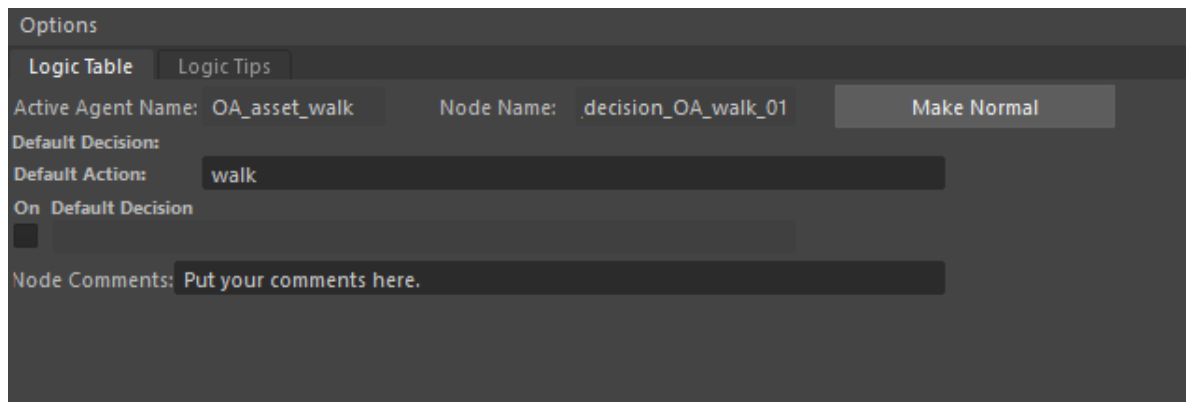 Options
Logic Table Logic Tips
Active Agent Name: OA_asset_walk Node Name: _decision_OA_walk_01 Make Normal
Default Decision:
Default Action: walk
On Default Decision
Node Comments: Put your comments here.